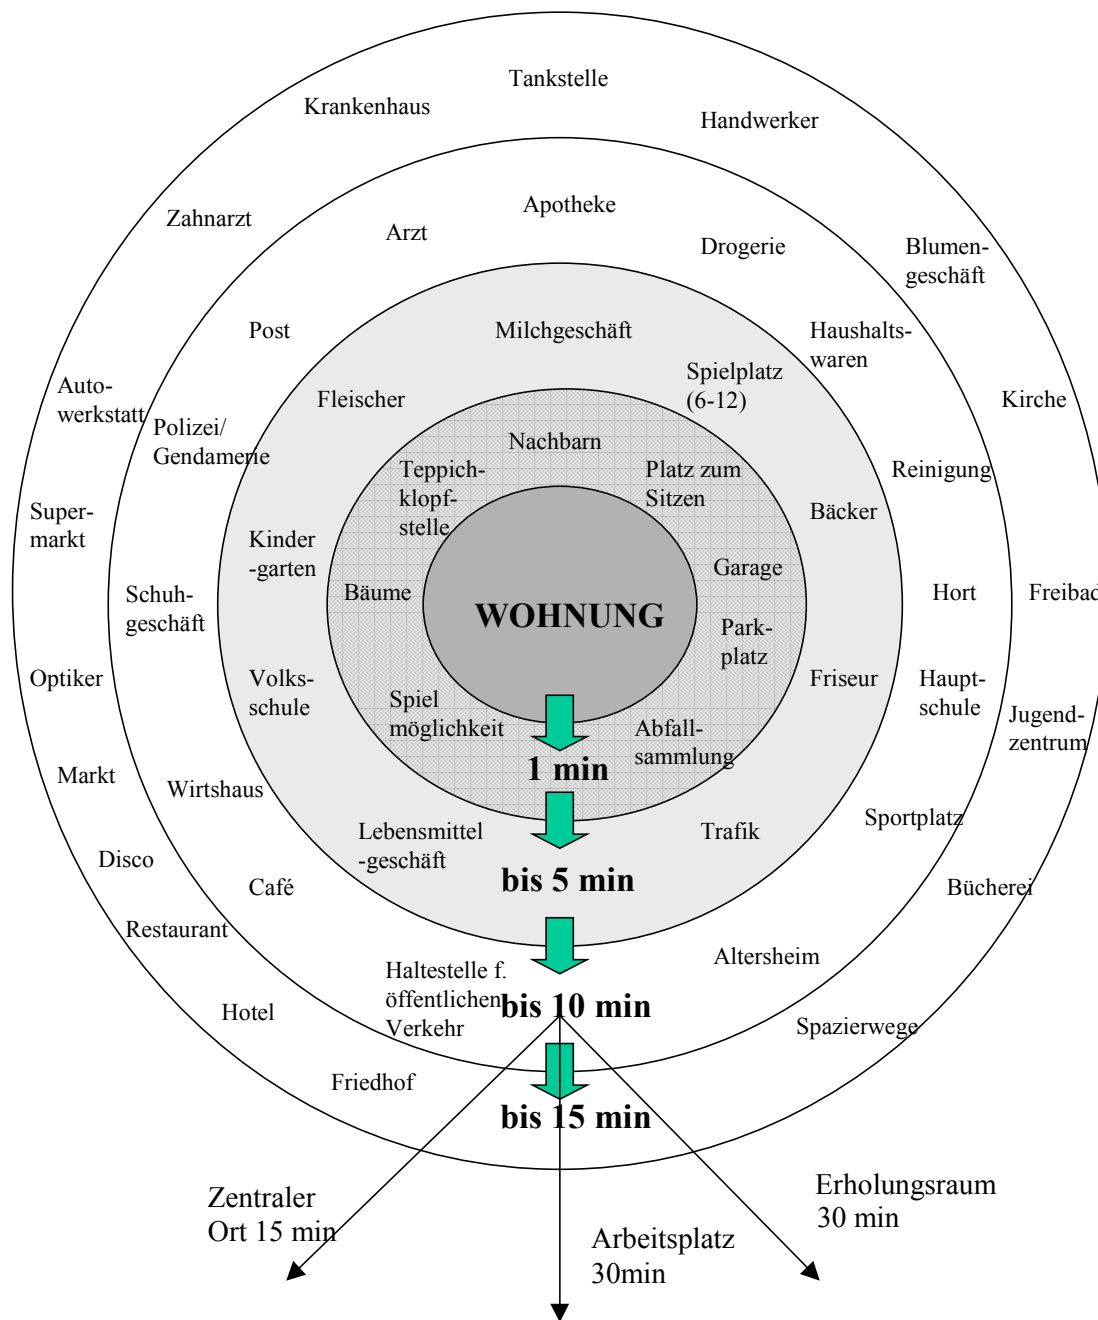 Tankstelle
Krankenhaus
Handwerker
Apotheke
Zahnarzt
Arzt
Drogerie
Blumen-
geschäft
Post
Milchgeschäft
Haushalts-
waren
Auto-
werkstatt
Fleischer
Spielplatz
(6-12)
Kirche
Polizei/
Gendamerie
Nachbarn
Teppich-
klopf-
stelle
Platz zum
Sitzen
Reinigung
Super-
markt
Kinder
-garten
Bäcker
Schuh-
geschäft
Bäume
WOHNUNG
Garage
Hort
Freibad
Park-
platz
Optiker
Volks-
schule
Spiel
möglichkeit
Friseur
Haupt-
schule
Jugend-
zentrum
Abfall-
sammlung
1 min
Markt
Wirtshaus
Lebensmittel
-geschäft
Trafik
Sportplatz
Disco
Café
bis 5 min
Bücherei
Restaurant
Haltestelle f.
öffentlichen
Verkehr
Altersheim
bis 10 min
Hotel
Spazierwege
Friedhof
bis 15 min
Zentraler
Ort 15 min
Arbeitsplatz
30min
Erholungsraum
30 min